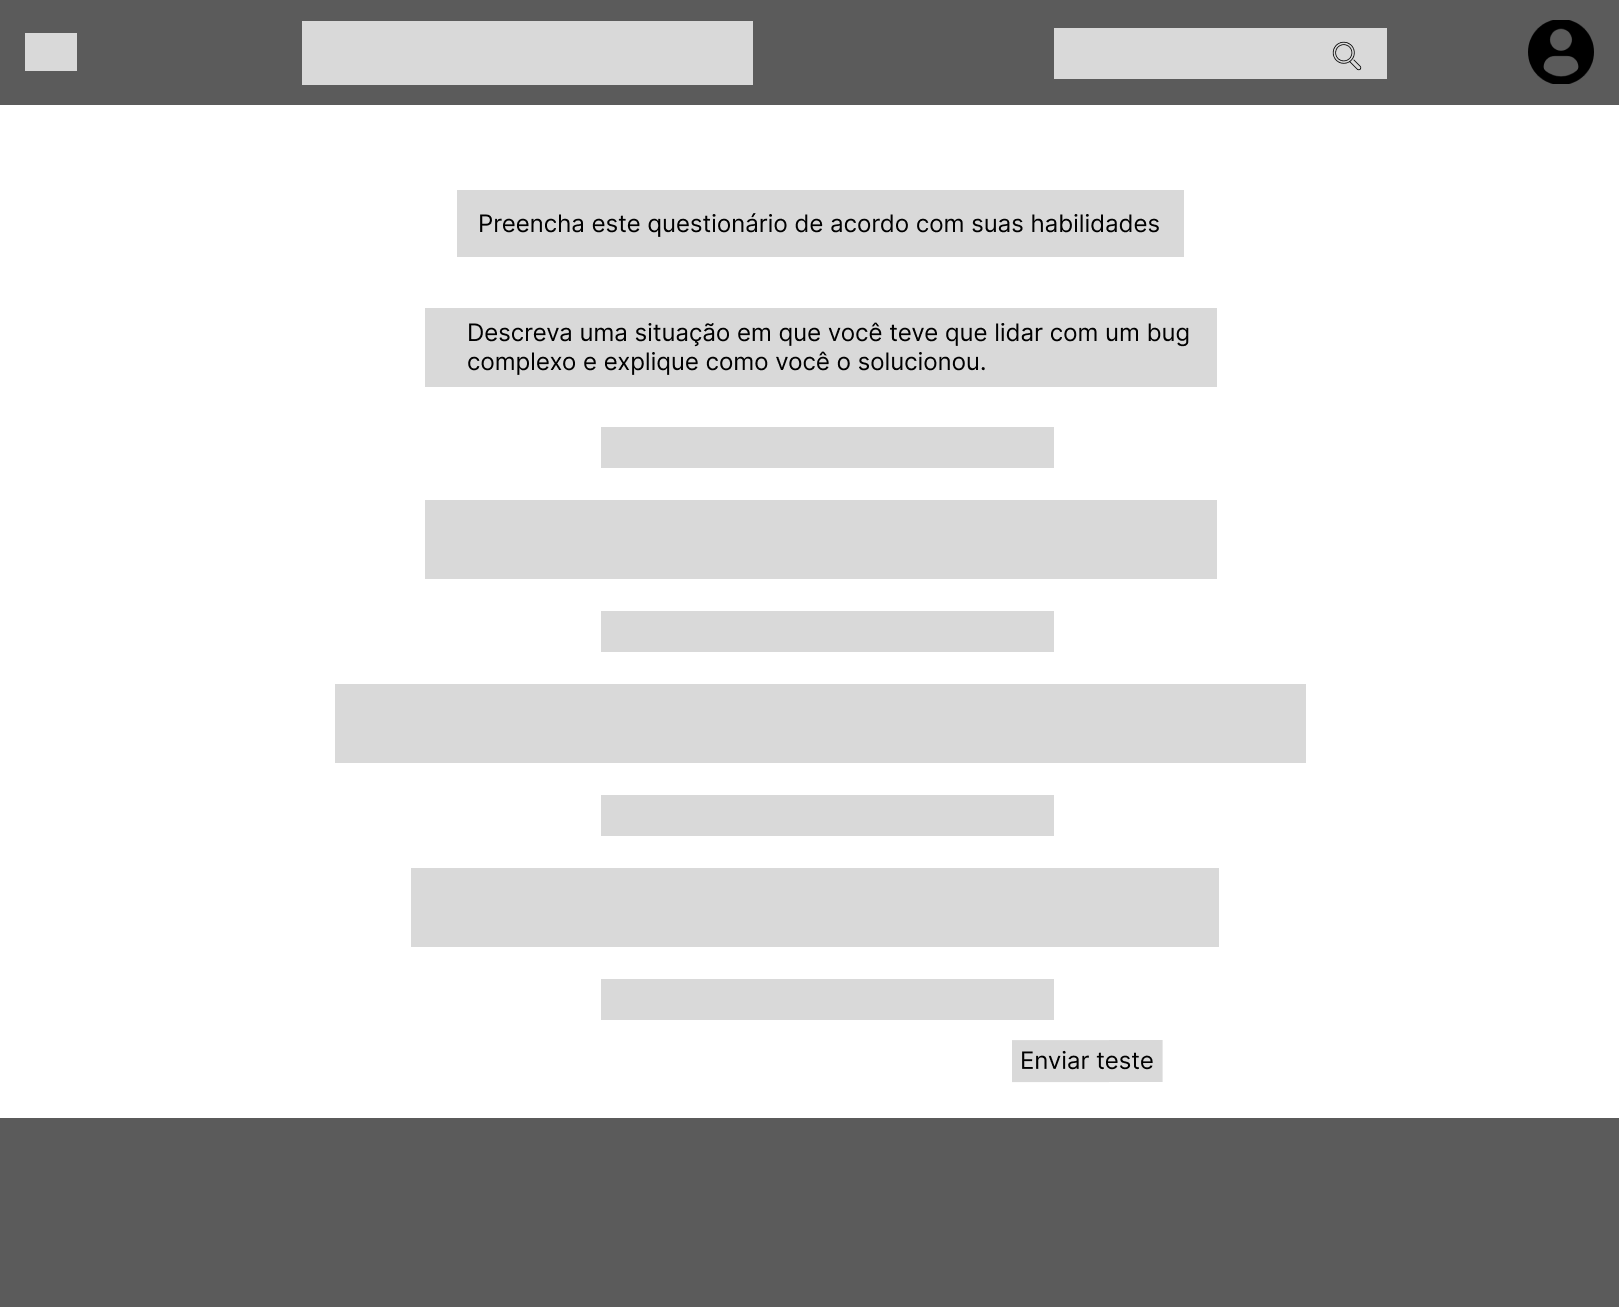 Preencha este questionário de acordo com suas habilidades
Descreva uma situação em que você teve que lidar com um bug
complexo e explique como você o solucionou.
Enviar teste